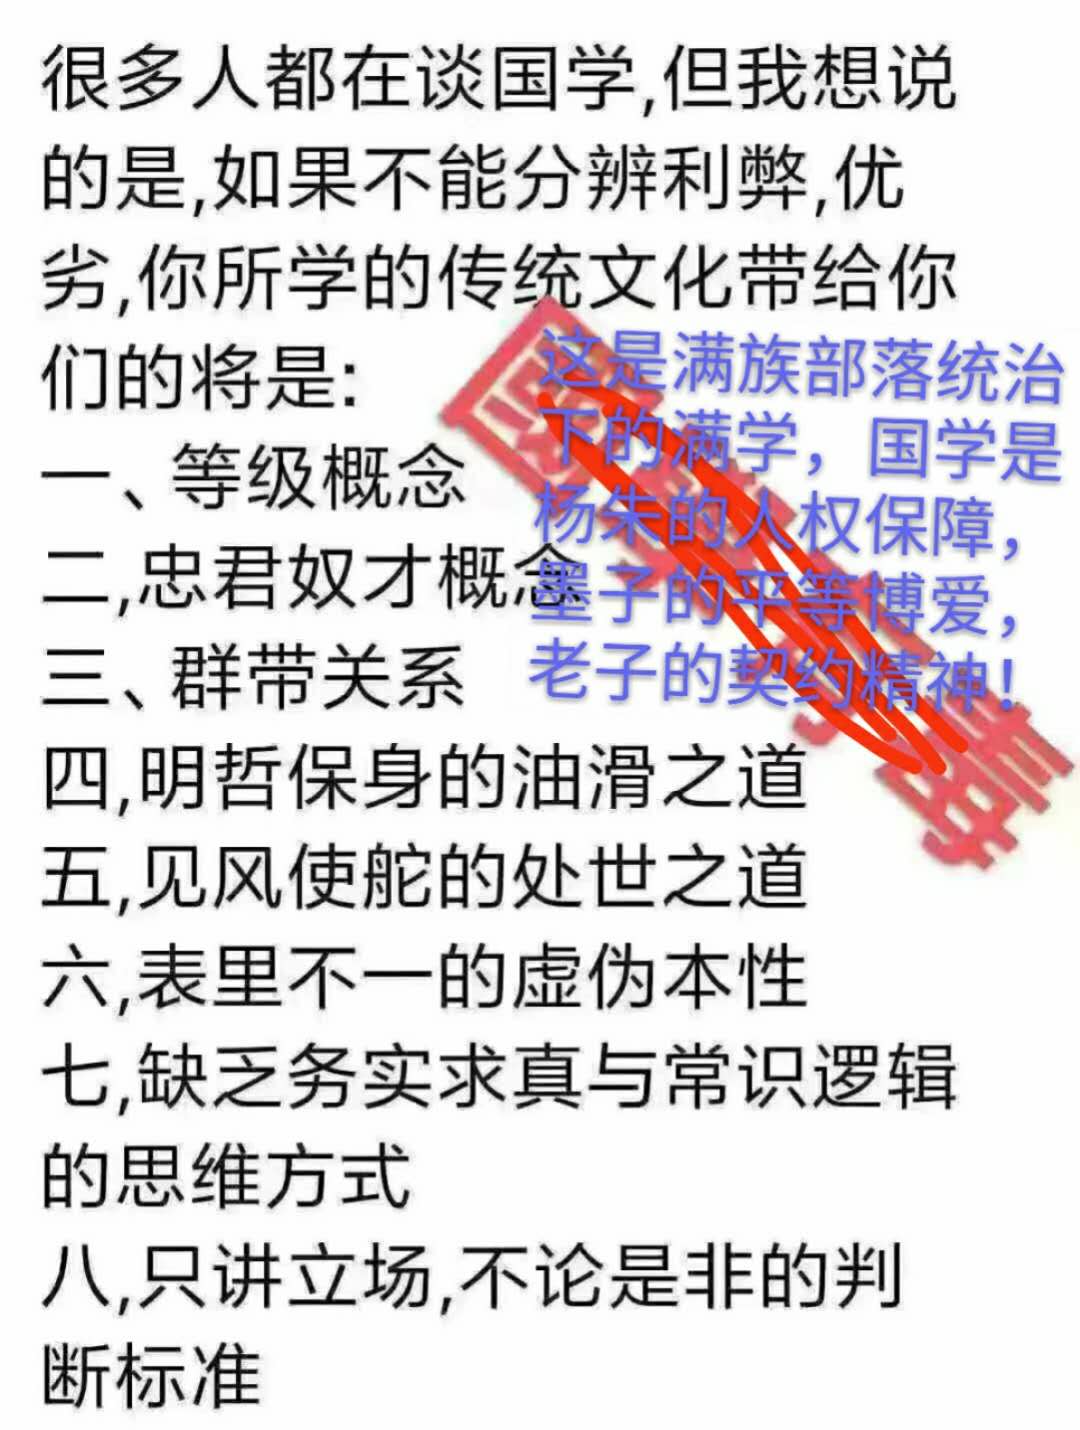 很多人都在谈国学,但我想说
的是,如果不能分辨利弊,优
劣,你所学的传统文化带给你
们的将是:
一、等级概念
二,忠君奴才概念
三、群带关系
四,明哲保身的油滑之道
五,见风使舵的处世之道
六,表里不一的虚伪本性
七,缺乏务实求真与常识逻辑
的思维方式
八,只讲立场,不论是非的判
断标准
这是满族部落统治
下的满学，国学是
杨朱的人权保障，
墨子的平等博爱，
老子的契约精神！